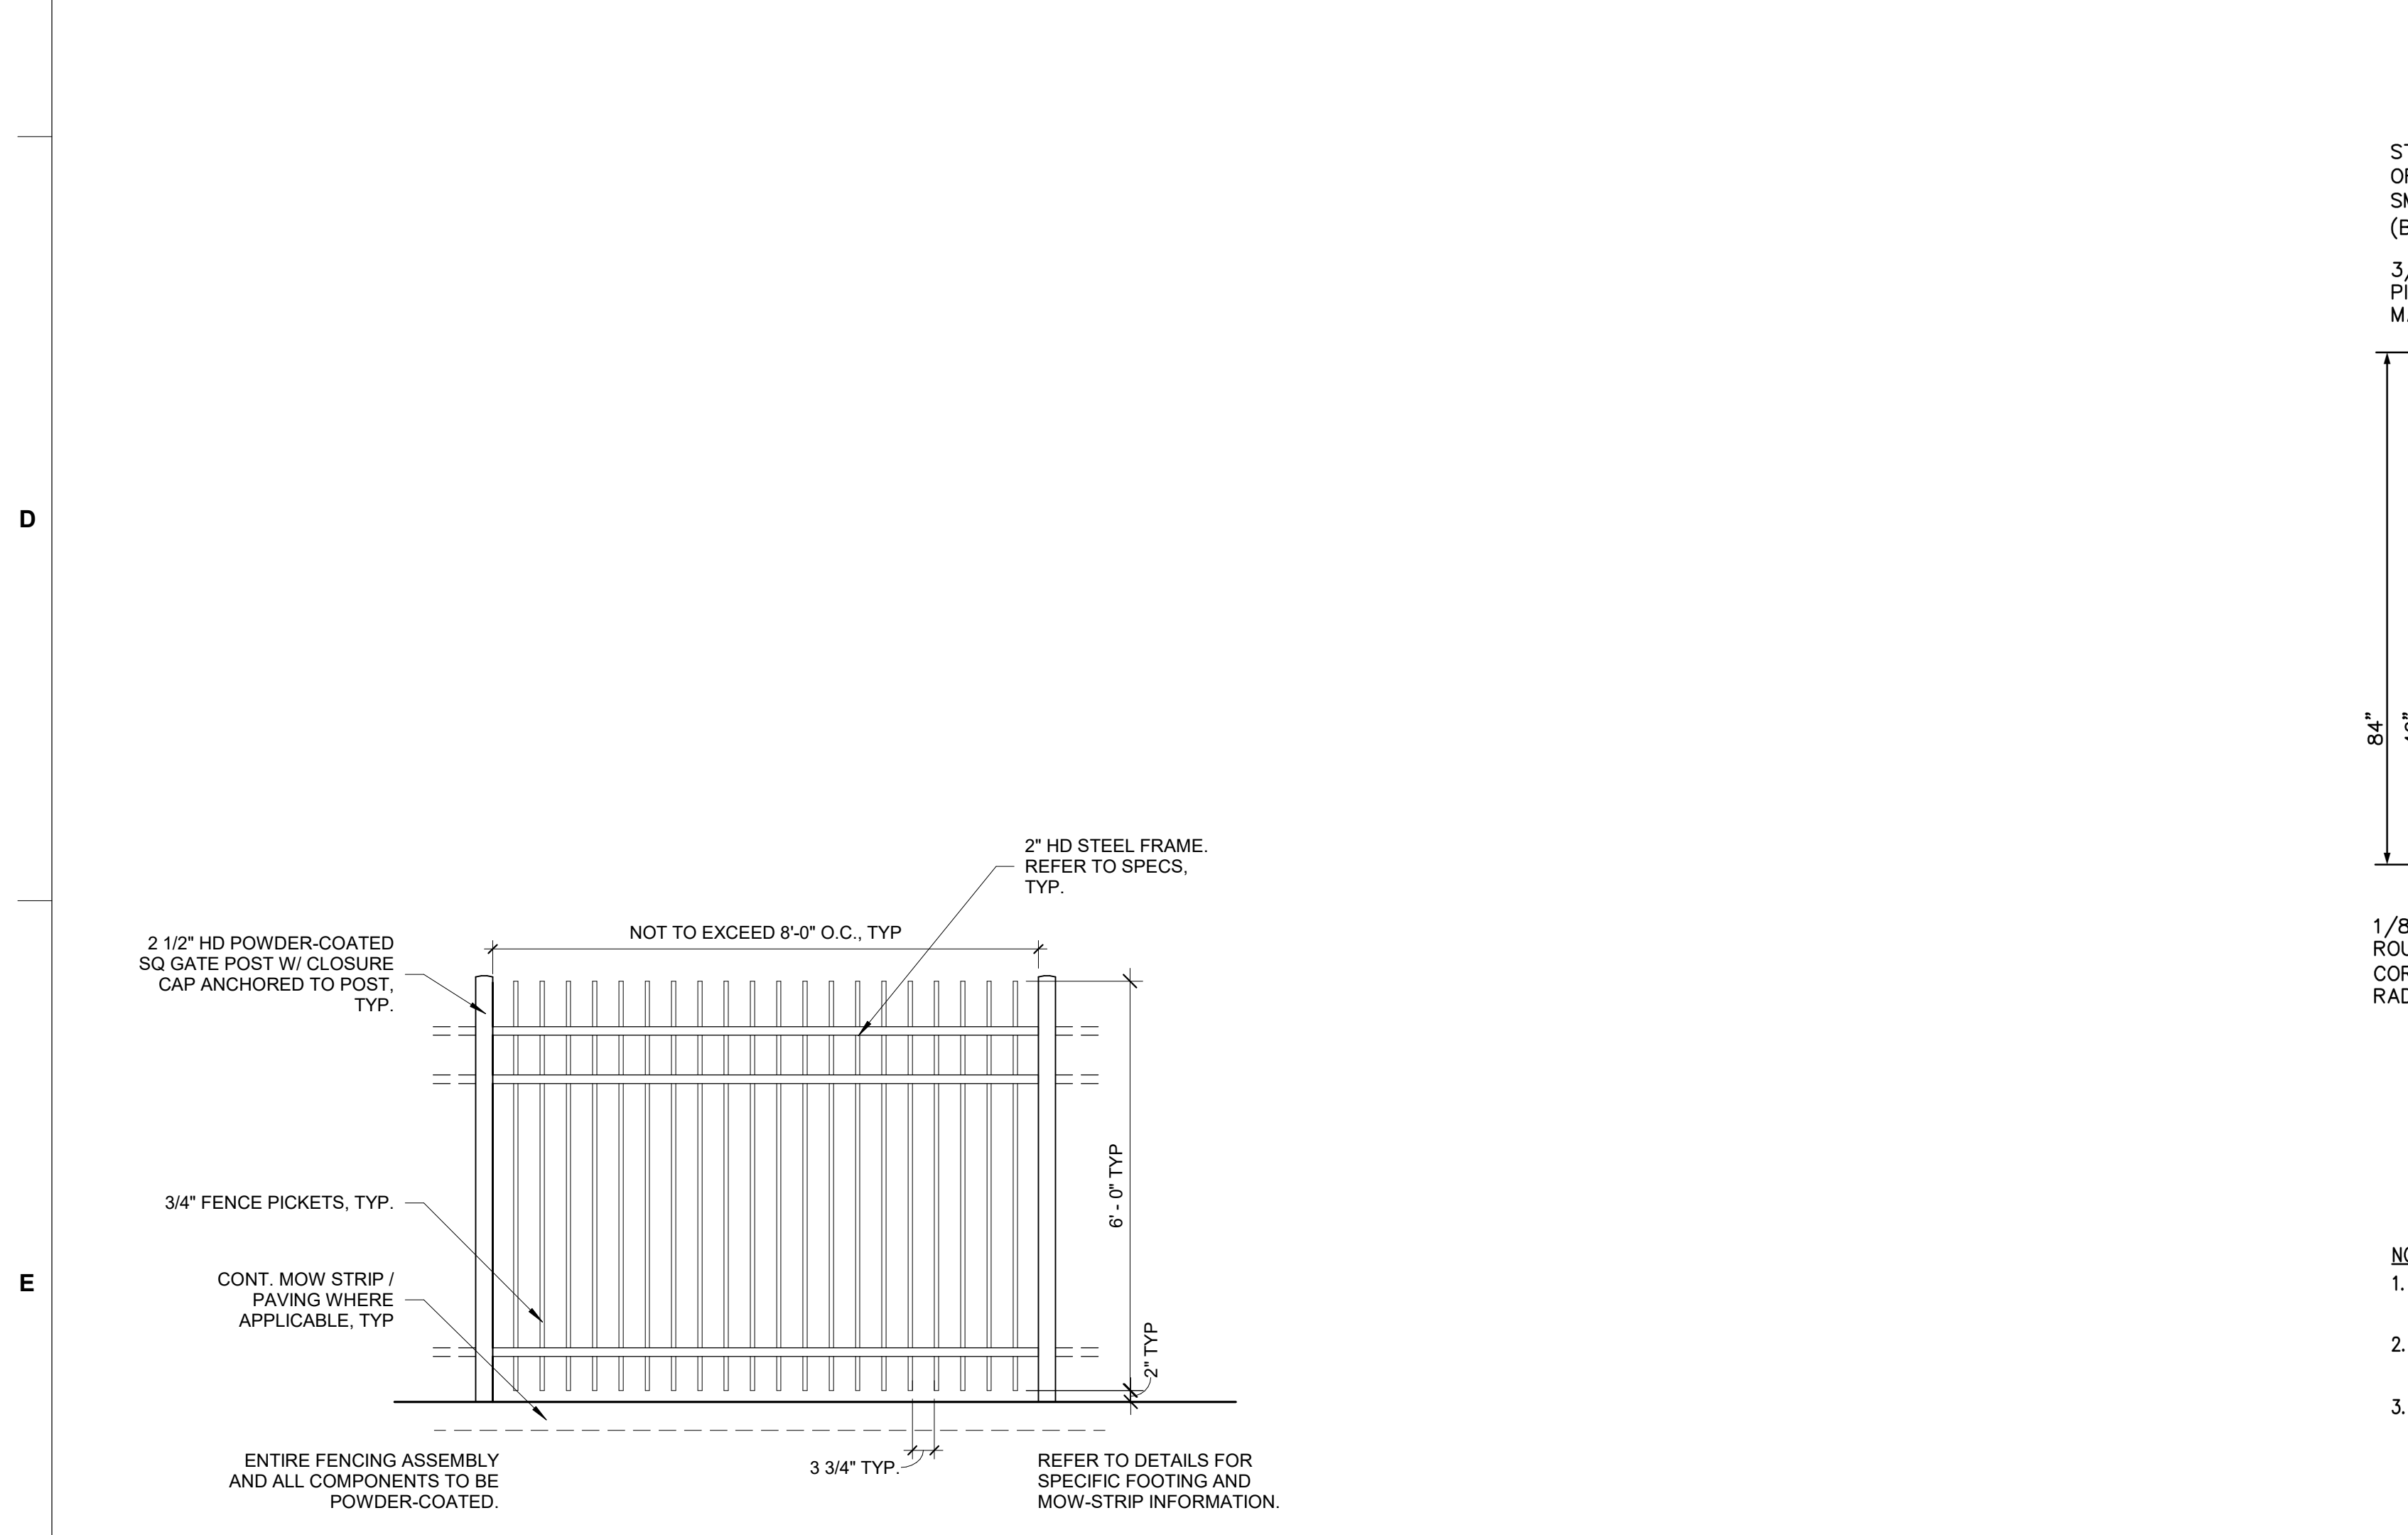 D
84"
2" HD STEEL FRAME.
REFER TO SPECS,
TYP.
NOT TO EXCEED 8'-0" O.C., TYP
2 1/2" HD POWDER-COATED
SQ GATE POST W/ CLOSURE
CAP ANCHORED TO POST,
TYP.
6' - 0" TYP
3/4" FENCE PICKETS, TYP.
E
CONT. MOW STRIP /
PAVING WHERE
APPLICABLE, TYP
2" TYP
1.
2.
3.
3 3/4" TYP.
ENTIRE FENCING ASSEMBLY
AND ALL COMPONENTS TO BE
POWDER-COATED.
REFER TO DETAILS FOR
SPECIFIC FOOTING AND
MOW-STRIP INFORMATION.